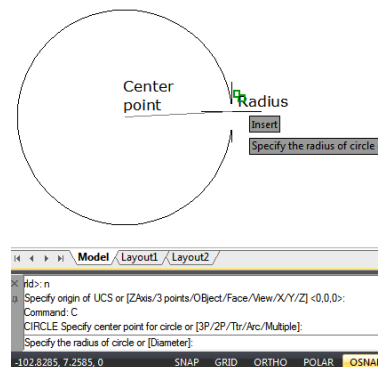 Center
point
Radius
Insert
Specify the radius of circle
Model Layout1 Layout2
rld>: n
Specify origin of UCS or [ZAxis/3 points/OBject/Face/View/X/Y/Z] <0,0,0>:
Command: C
CIRCLE Specify center point for circle or [3P/2P/Ttr/Arc/Multiple]:
Specify the radius of circle or [Diameter]:
-102.8285, 7.2585, 0 SNAP GRID ORTHO POLAR OSNAP